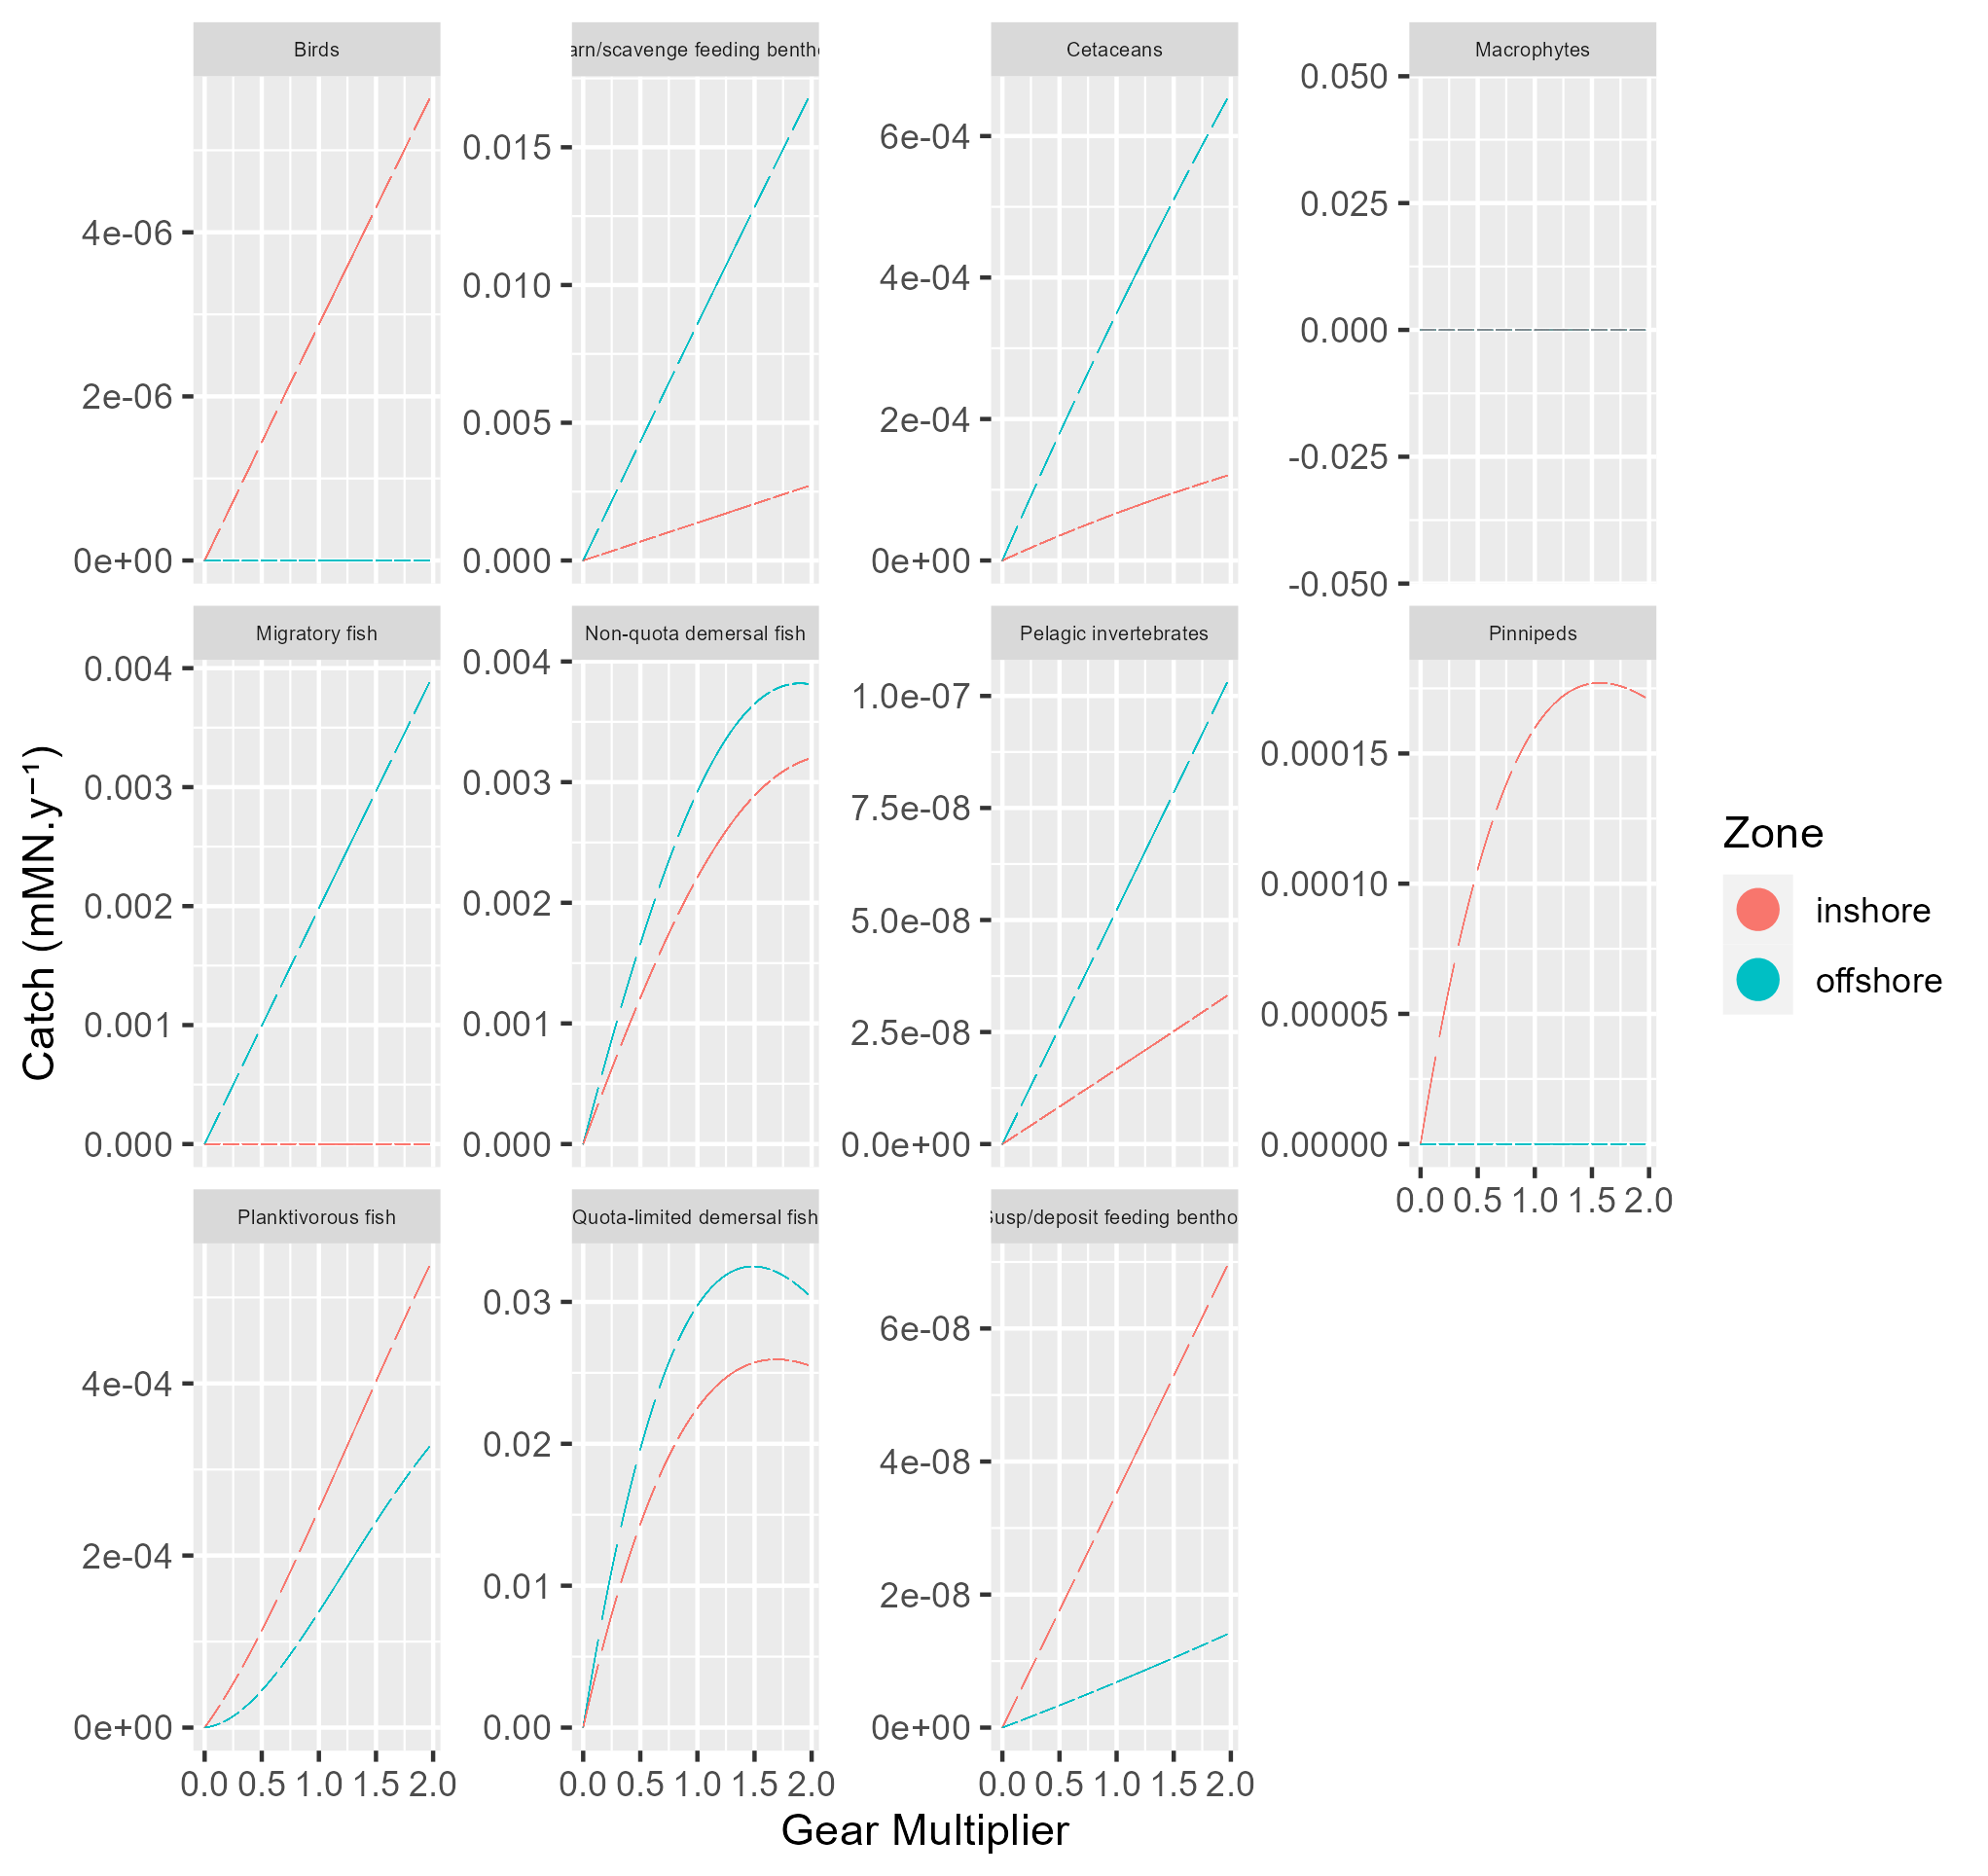 Birds
arn/scavenge feeding benth
Cetaceans
Macrophytes
4e-06
2e-06
0e+00
0.015
0.010
0.005
0.000
6e-04
4e-04
2e-04
0e+00
0.050
0.025
0.000
-0.025
-0.050
Migratory fish
Non-quota demersal fish
Pelagic invertebrates
Pinnipeds
0.004
0.003
0.002
0.001
0.000
0.004
0.003
0.002
0.001
0.000
1.0e-07
7.5e-08
5.0e-08
2.5e-08
0.0e+00
0.00015
0.00010
0.00005
0.00000
0.0 0.5 1.0 1.5 2.0
Planktivorous fish
Quota-limited demersal fish
Susp/deposit feeding bentho
4e-04
2e-04
0e+00
0.03
0.02
0.01
0.00
6e-08
4e-08
2e-08
0e+00
0.0 0.5 1.0 1.5 2.0
0.0 0.5 1.0 1.5 2.0
0.0 0.5 1.0 1.5 2.0
Gear Multiplier
Catch (mMN.y⁻¹)
Zone
inshore
offshore